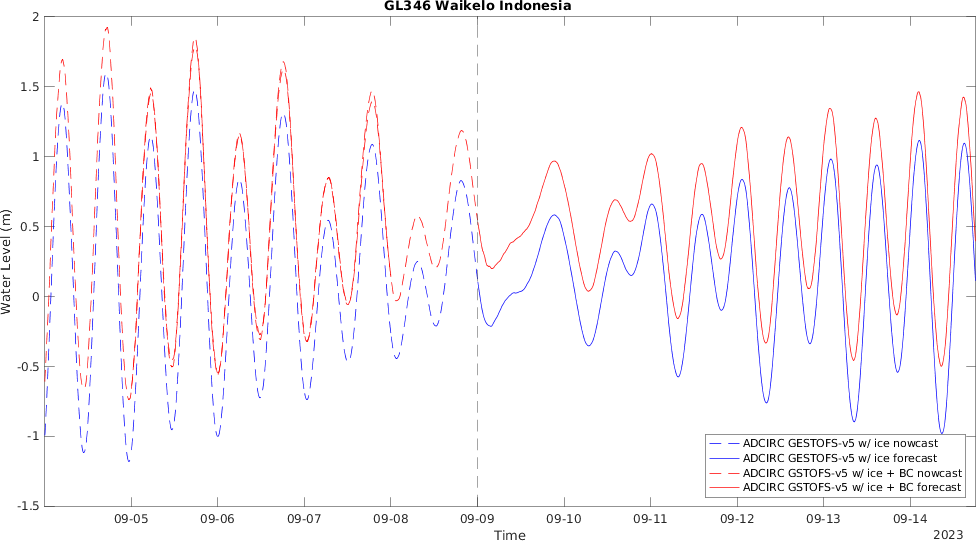 GL346 Waikelo Indonesia
2
1.5
1
0.5
0
-0.5
-1
-1.5
Water Level (m)
ADCIRC GESTOFS-v5 w/ ice nowcast
ADCIRC GESTOFS-v5 w/ ice forecast
ADCIRC GSTOFS-v5 w/ ice + BC nowcast
ADCIRC GSTOFS-v5 w/ ice + BC forecast
09-05 09-06 09-07 09-08 09-09 09-10 09-11 09-12 09-13 09-14
Time
2023